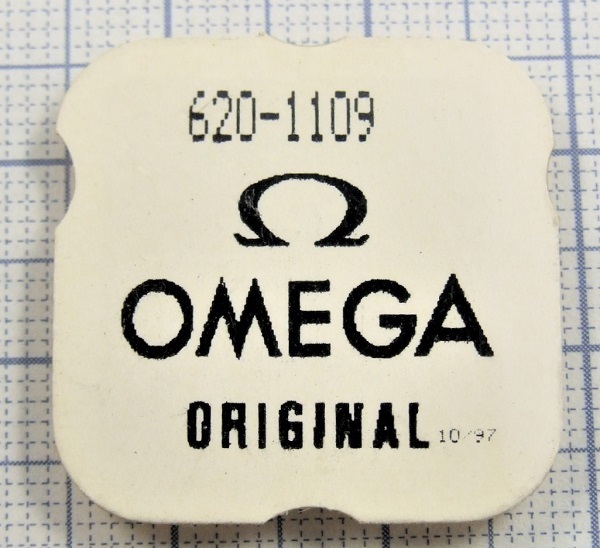 620-1109
Ω
OMEGA
ORIGINAL 10/97